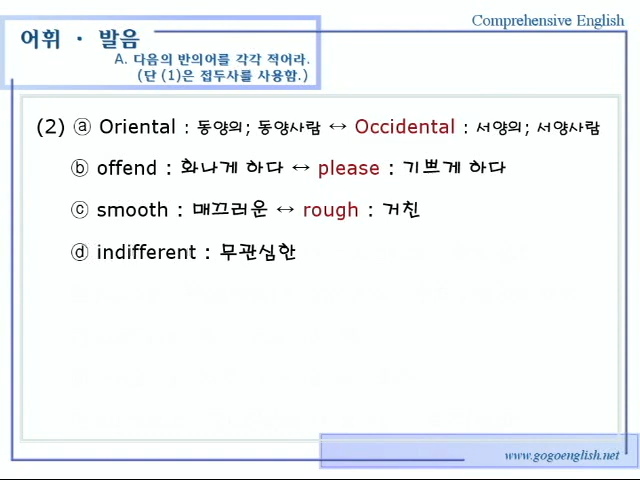 Comprehensive English
어휘 · 발음
A. 다음의 반의어를 각각 적어라.
(단 (1)은 접두사를 사용함.)
(2) ⓐ Oriental : 동양의; 동양사람 ↔ Occidental : 서양의; 서양사람
ⓑ offend : 화나게 하다 ↔ please : 기쁘게 하다
ⓒ smooth : 매끄러운 ↔ rough : 거친
ⓓ indifferent : 무관심한
www.gogoenglish.net